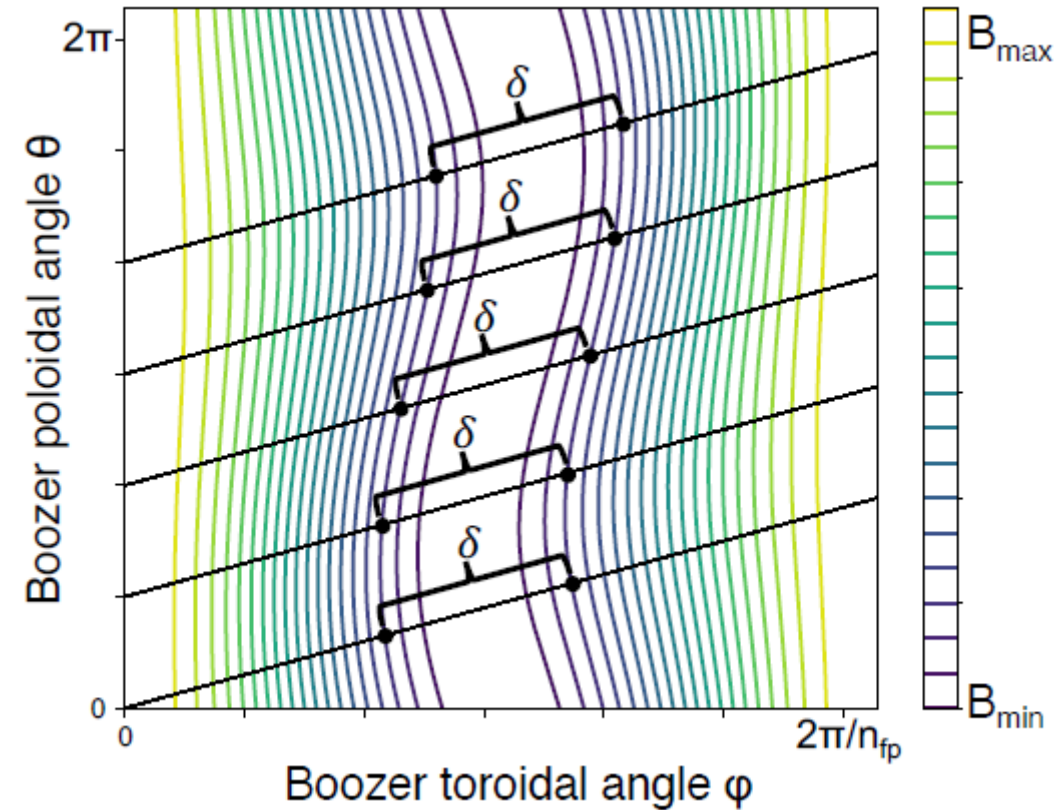 2π
B_max
δ
δ
δ
δ
δ
Boozer poloidal angle θ
B_min
0
0
2π/n_fp
Boozer toroidal angle φ